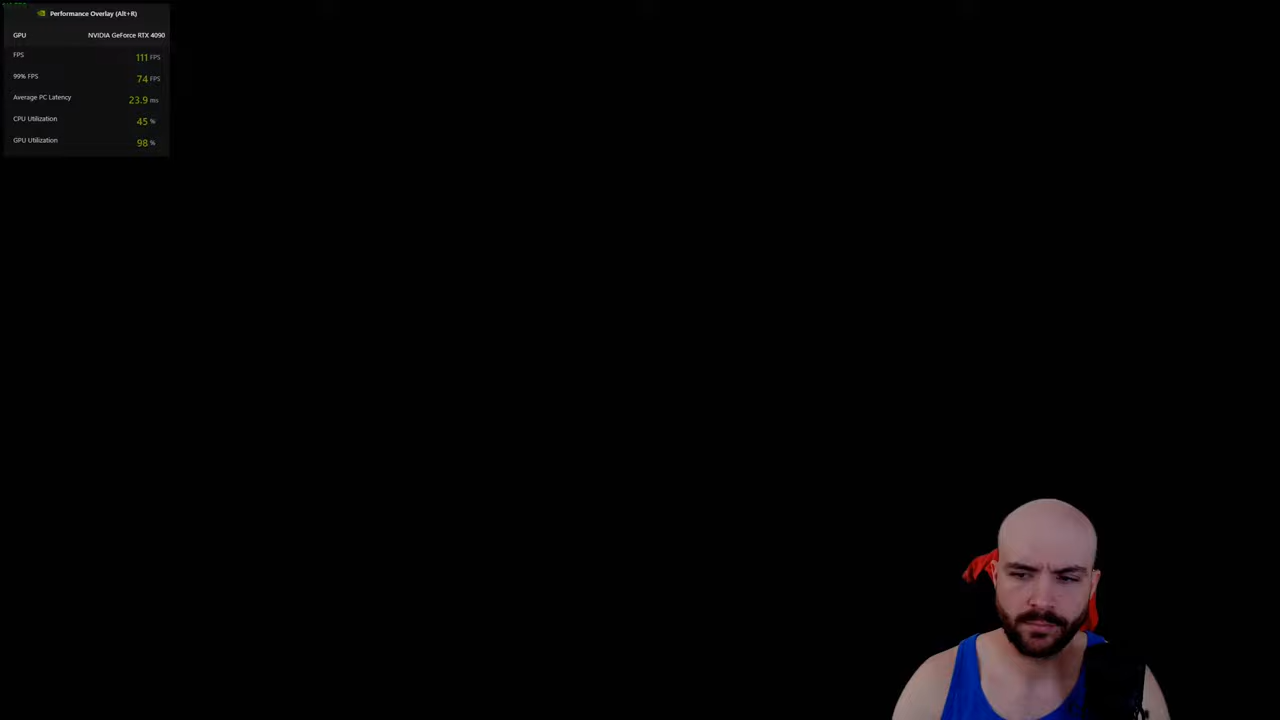 Performance Overlay (Alt+R)
GPU NVIDIA GeForce RTX 4090
FPS 111 FPS
99% FPS 74 FPS
Average PC Latency 23.9 ms
CPU Utilization 45 %
GPU Utilization 98 %